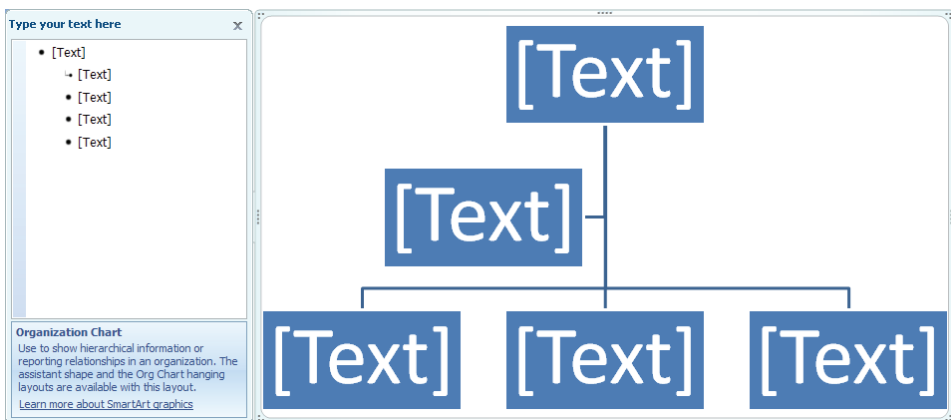 Type your text here
x
• [Text]
[Text]
• [Text]
• [Text]
• [Text]
Organization Chart
Use to show hierarchical information or
reporting relationships in an organization. The
assistant shape and the Org Chart hanging
layouts are available with this layout.
Learn more about SmartArt graphics
[Text]
[Text]
[Text]
[Text]
[Text]